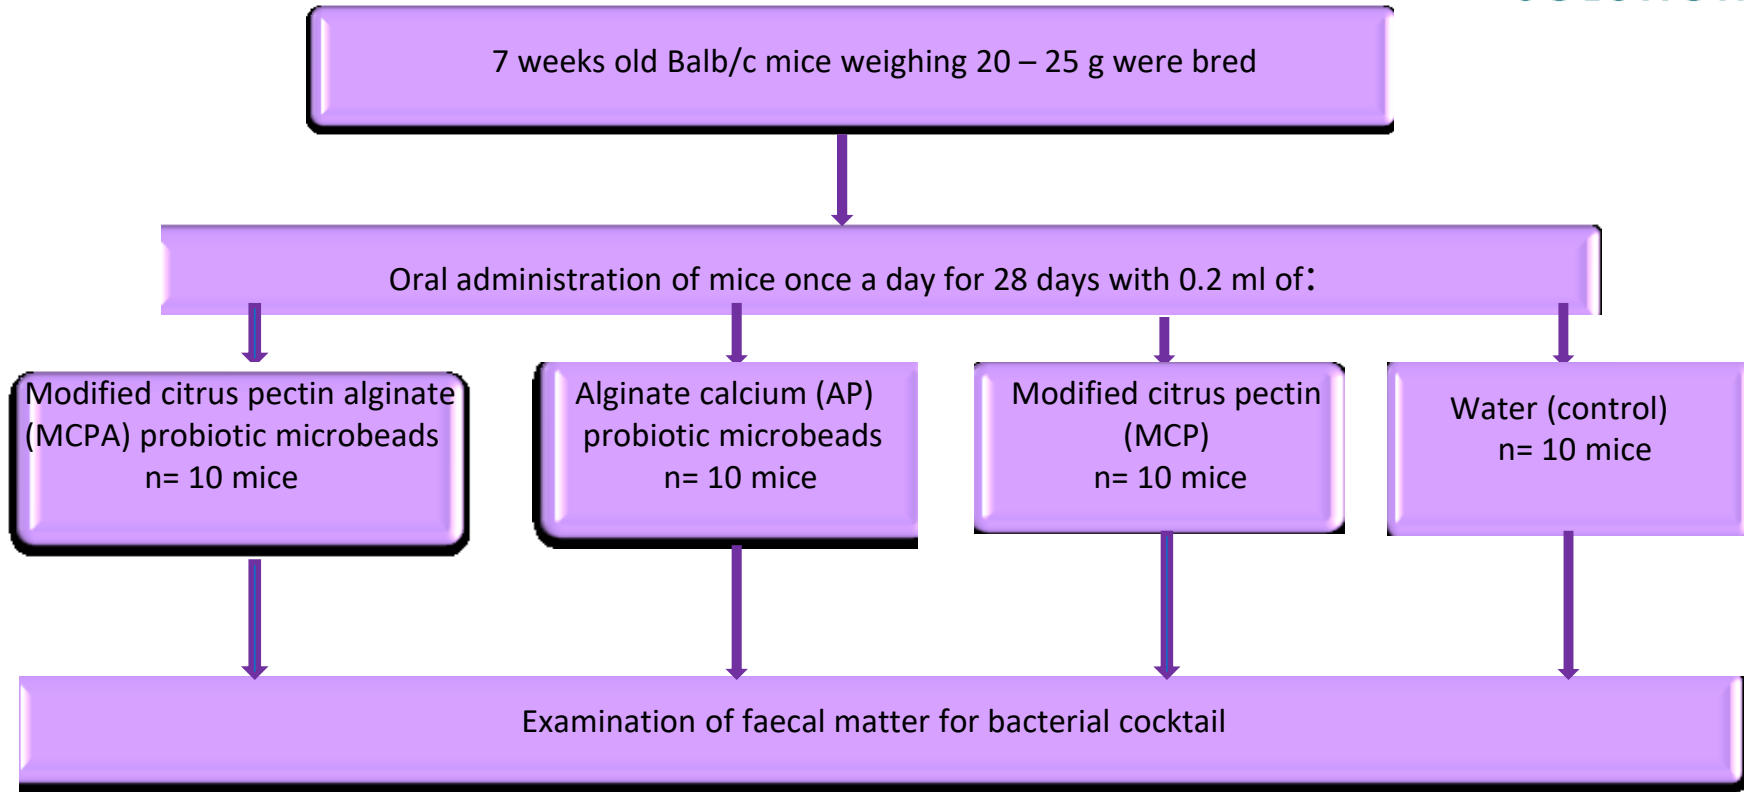 7 weeks old Balb/c mice weighing 20 – 25 g were bred
Oral administration of mice once a day for 28 days with 0.2 ml of:
Modified citrus pectin alginate
(MCPA) probiotic microbeads
n= 10 mice
Alginate calcium (AP)
probiotic microbeads
n= 10 mice
Modified citrus pectin
(MCP)
n= 10 mice
Water (control)
n= 10 mice
Examination of faecal matter for bacterial cocktail